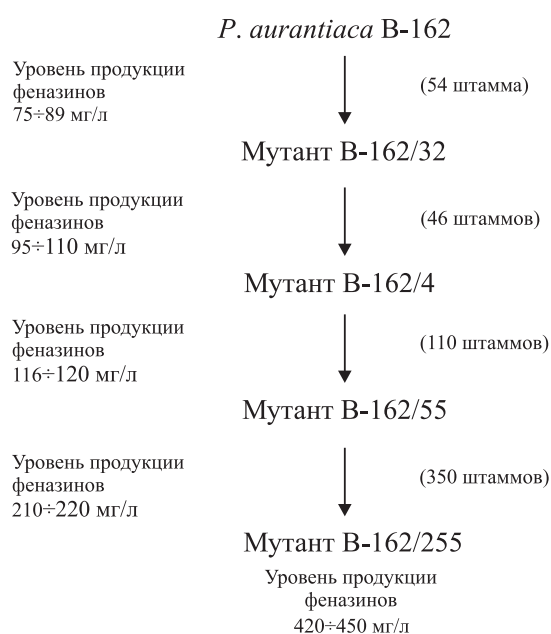 P. aurantiaca B-162
Уровень продукции
феназинов
75÷89 мг/л
(54 штамма)
Мутант B-162/32
Уровень продукции
феназинов
95÷110 мг/л
(46 штаммов)
Мутант B-162/4
Уровень продукции
феназинов
116÷120 мг/л
(110 штаммов)
Мутант B-162/55
Уровень продукции
феназинов
210÷220 мг/л
(350 штаммов)
Мутант B-162/255
Уровень продукции
феназинов
420÷450 мг/л